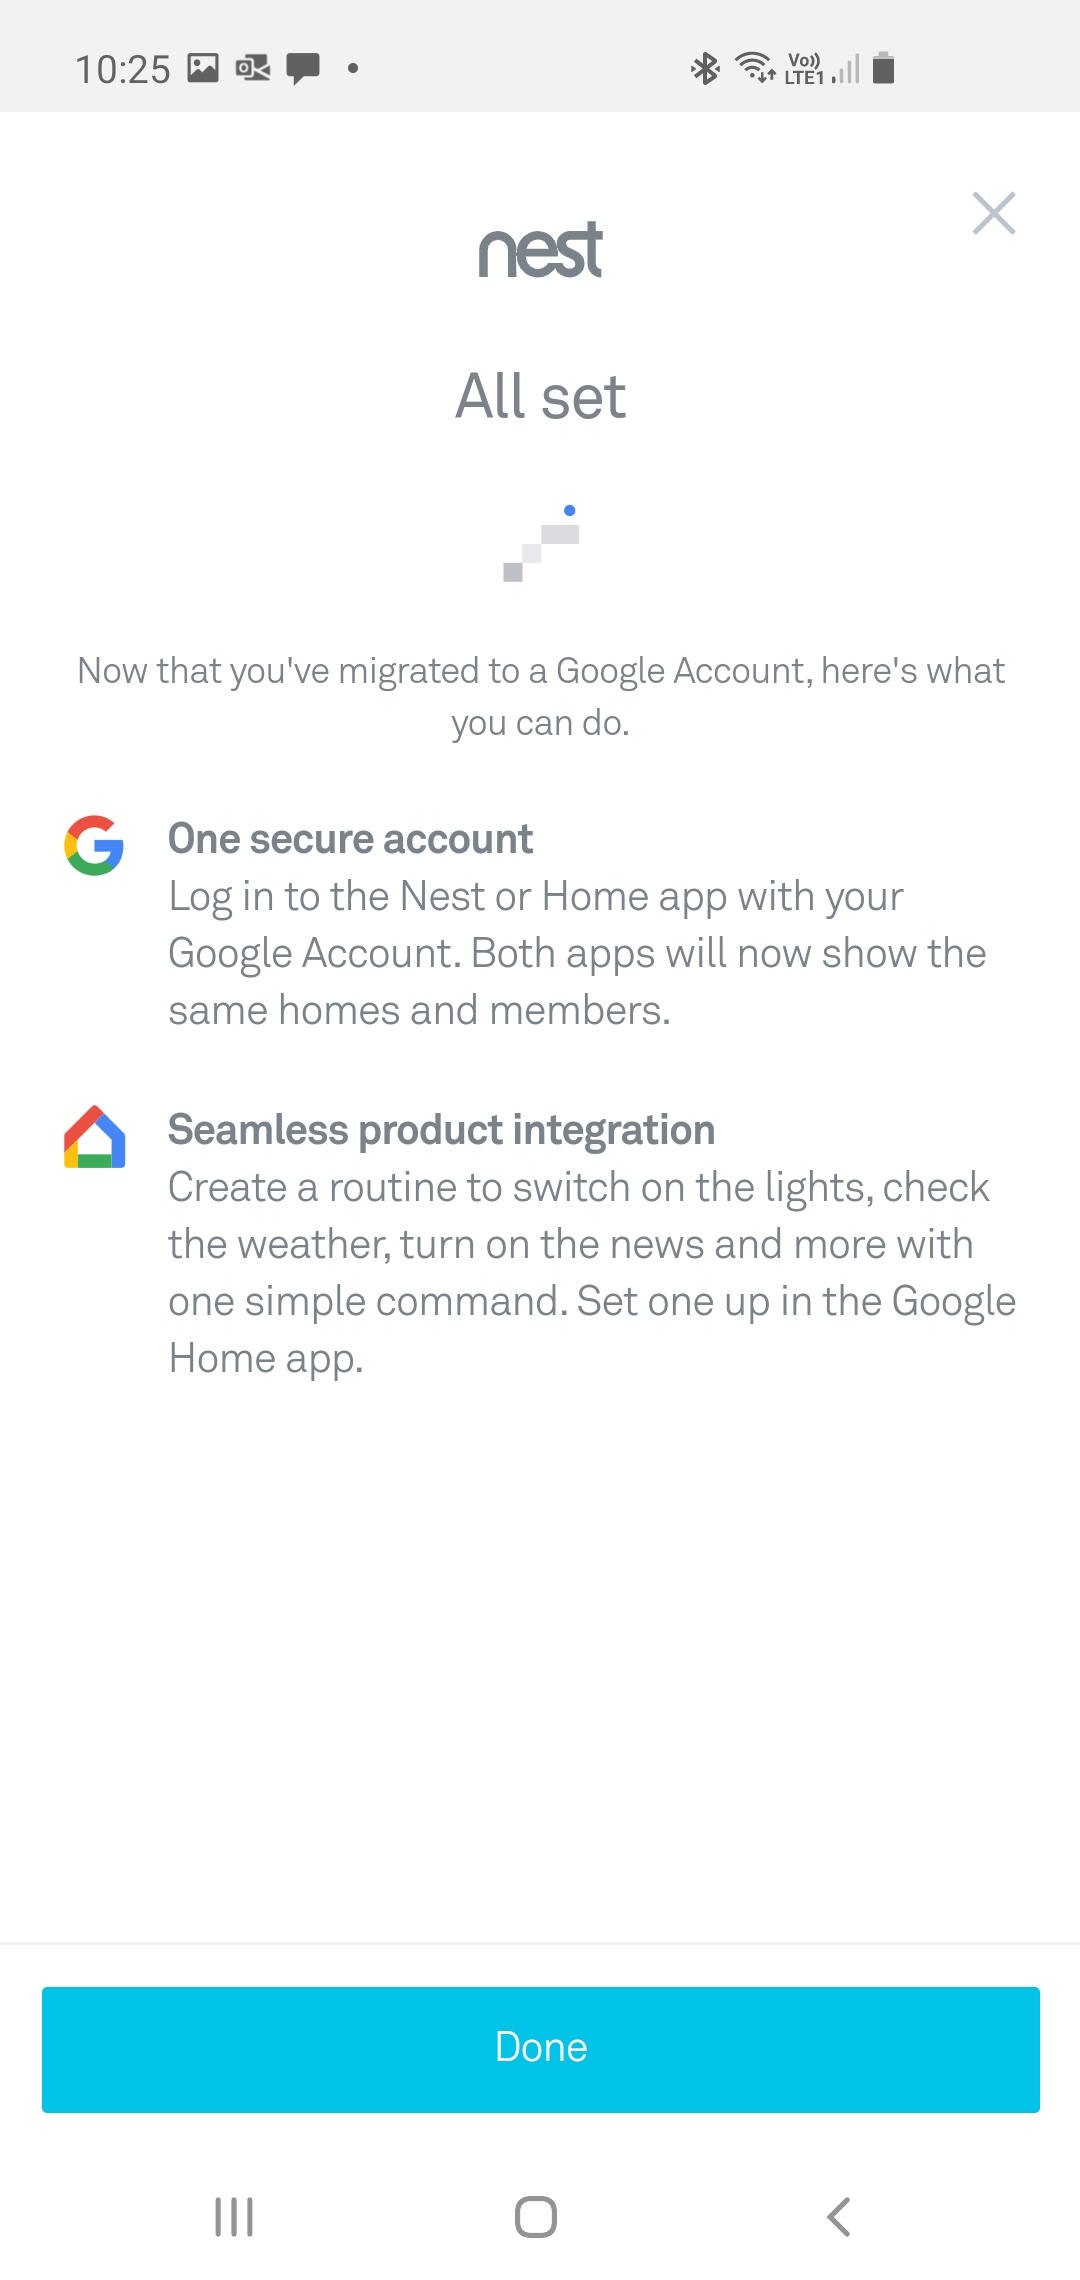 10:25
Vo))
LTE1
nest
All set
Now that you've migrated to a Google Account, here's what
you can do.
One secure account
Log in to the Nest or Home app with your
Google Account. Both apps will now show the
same homes and members.
Seamless product integration
Create a routine to switch on the lights, check
the weather, turn on the news and more with
one simple command. Set one up in the Google
Home app.
Done